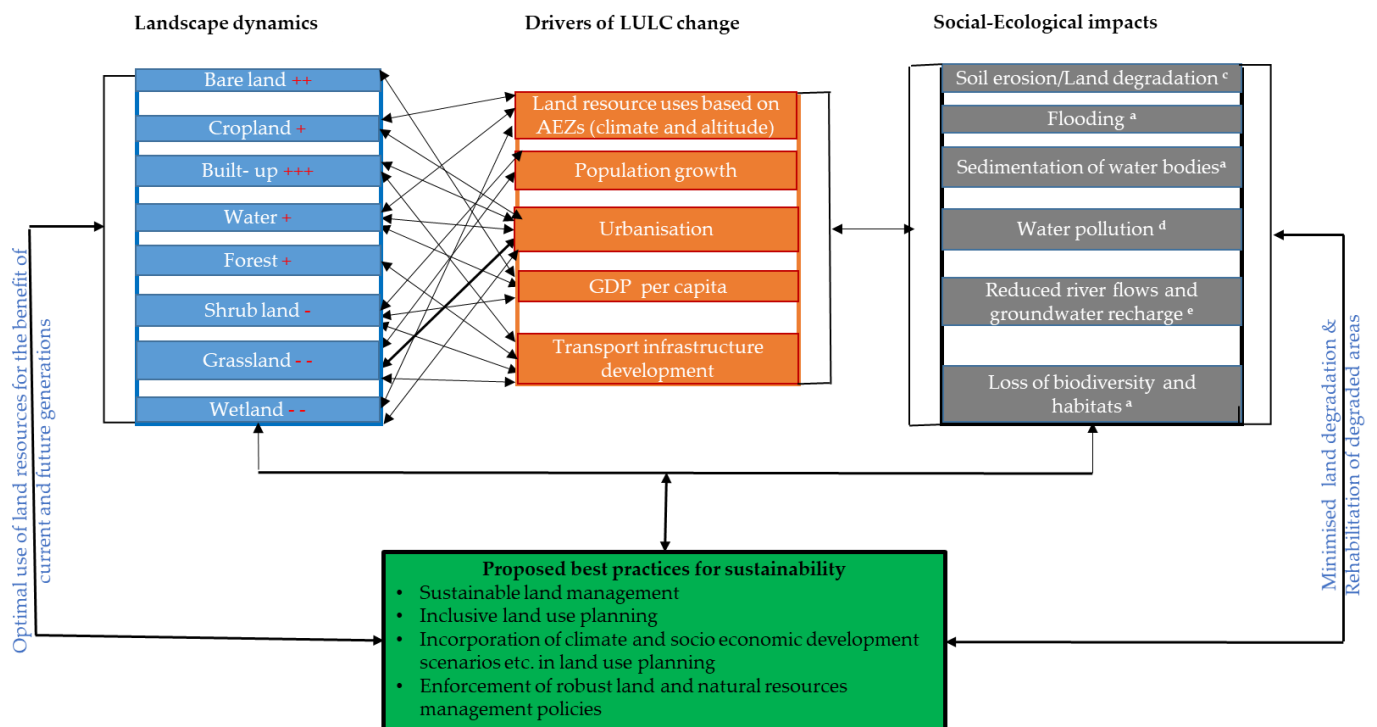 Landscape dynamics
Drivers of LULC change
Social-Ecological impacts
Bare land ++
Cropland +
Built- up +++
Water +
Forest +
Shrub land -
Grassland - -
Wetland - -
Land resource uses based on
AEZs (climate and altitude)
Population growth
Urbanisation
GDP per capita
Transport infrastructure
development
Soil erosion/Land degradation c
Flooding a
Sedimentation of water bodiesa
Water pollution d
Reduced river flows and
groundwater recharge e
Loss of biodiversity and
habitats a
Optimal use of land resources for the benefit of
current and future generations
Minimised land degradation &
Rehabilitation of degraded areas
Proposed best practices for sustainability
• Sustainable land management
• Inclusive land use planning
• Incorporation of climate and socio economic development
scenarios etc. in land use planning
• Enforcement of robust land and natural resources
management policies